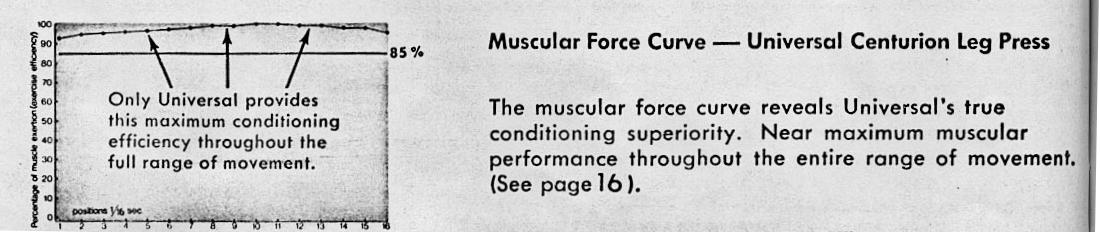 Percentage of muscle exertion (exercise efficiency)
100
90
80
70
60
50
40
30
20
10
0
85 %
Only Universal provides
this maximum conditioning
efficiency throughout the
full range of movement.
positions 1/16 sec.
1 2 3 4 5 6 7 8 9 10 11 12 13 14 15 16
Muscular Force Curve — Universal Centurion Leg Press
The muscular force curve reveals Universal's true
conditioning superiority. Near maximum muscular
performance throughout the entire range of movement.
(See page 16).